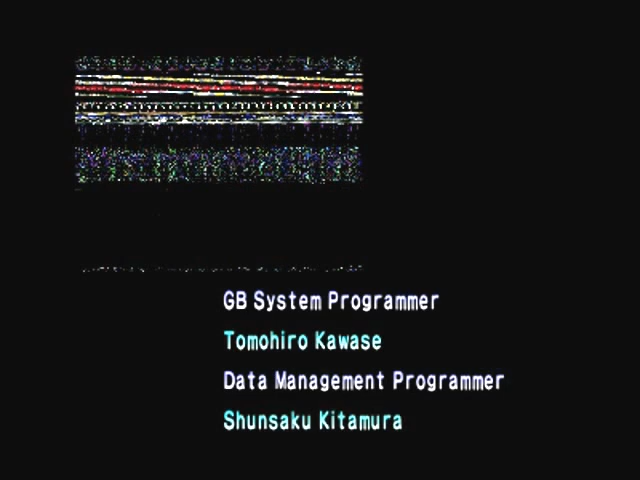 GB System Programmer
Tomohiro Kawase
Data Management Programmer
Shunsaku Kitamura